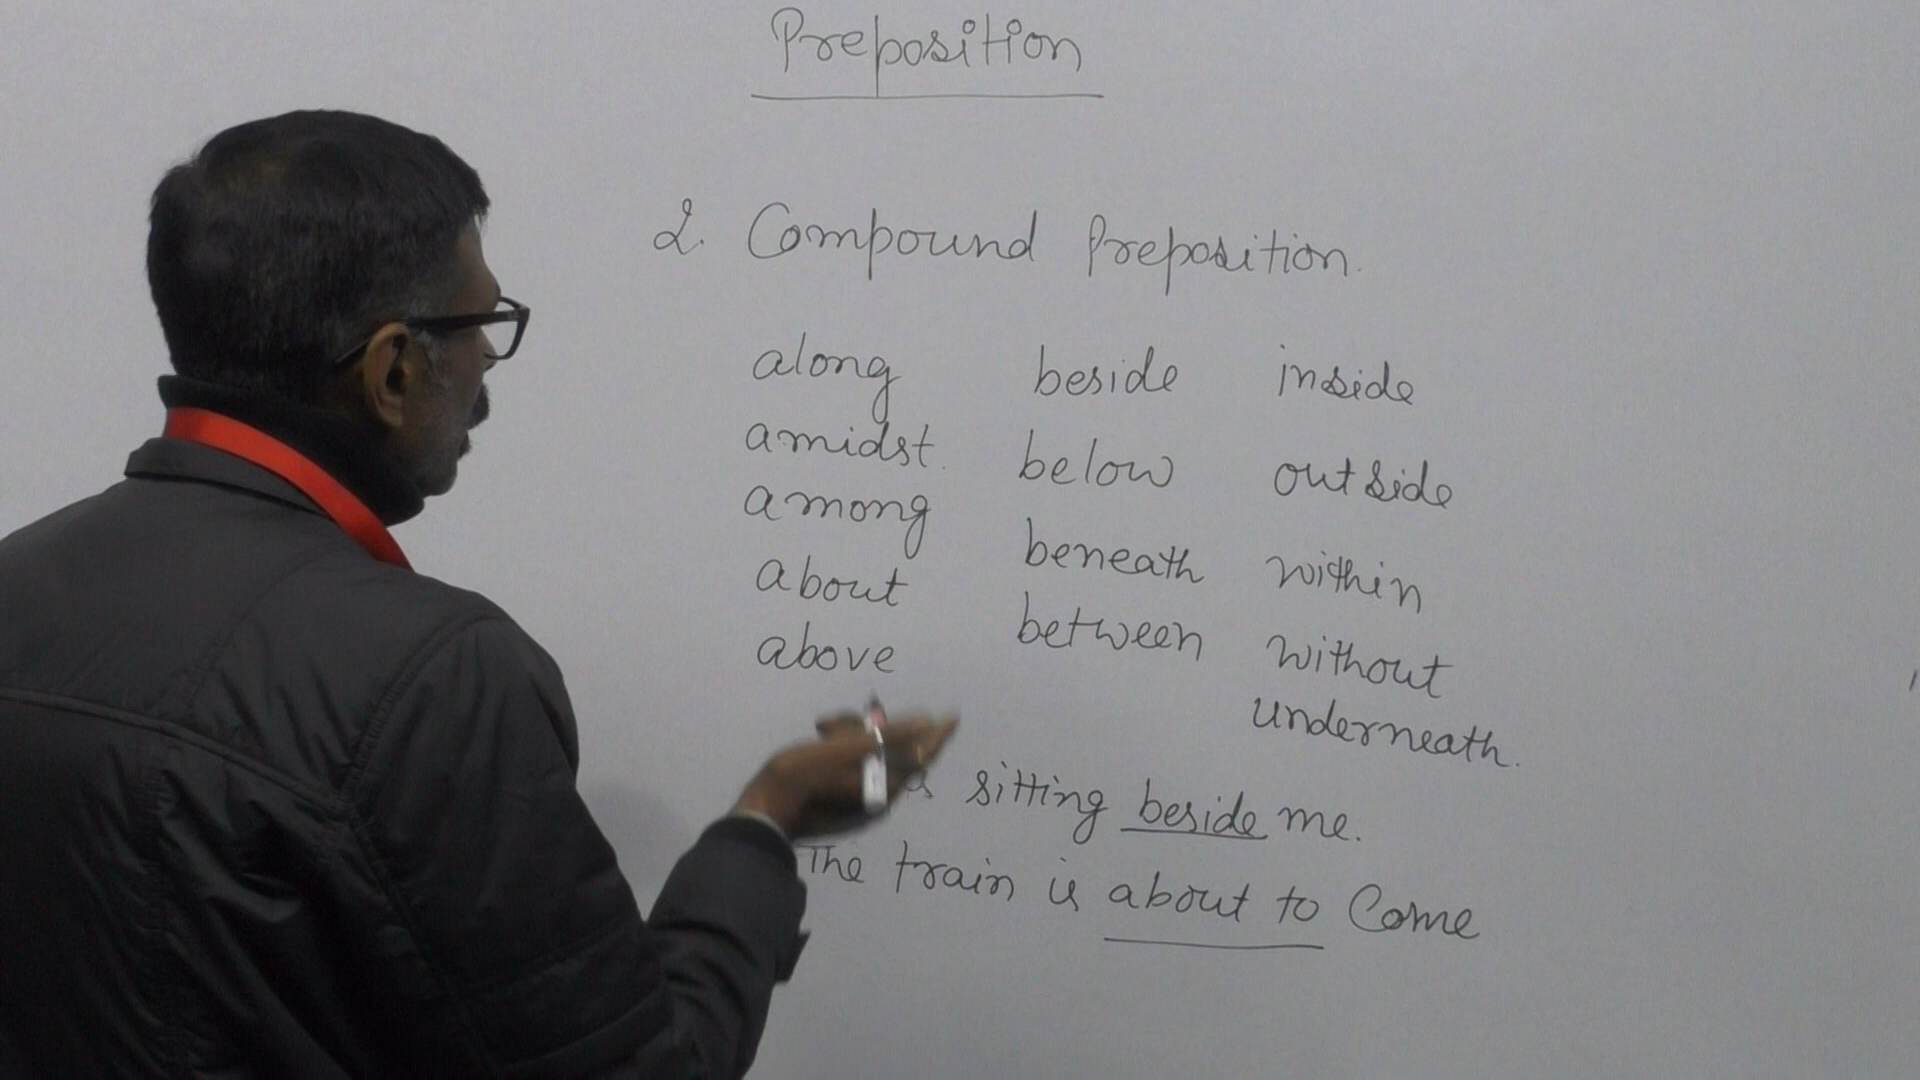 Preposition
2. Compound Preposition.
along beside inside
amidst. below outside
among beneath within
about between without
above underneath.
sitting beside me.
The train is about to Come